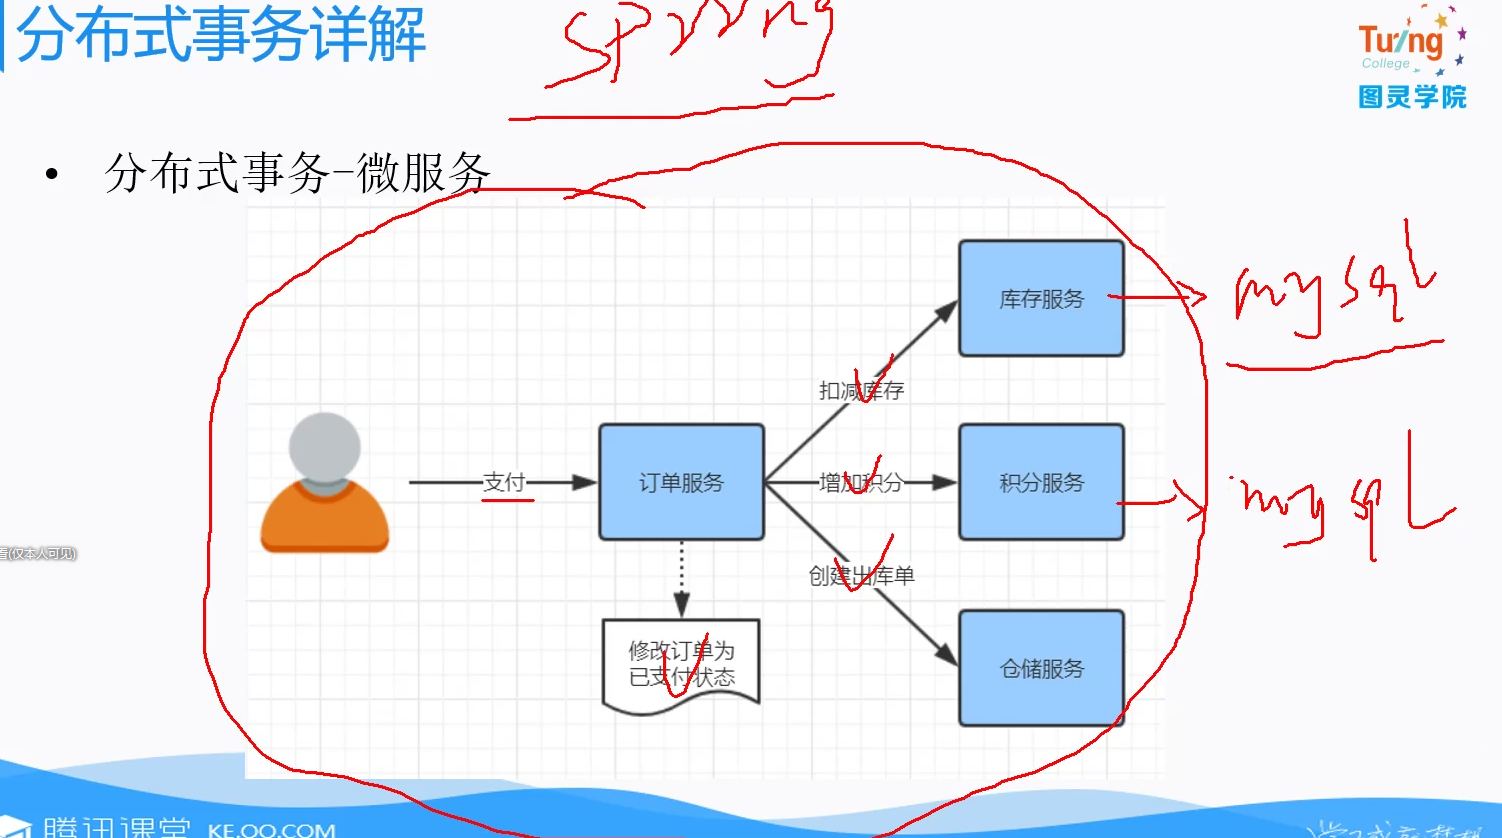 分布式事务详解
spring
Turing
College
图灵学院
• 分布式事务-微服务
库存服务
mysql
扣减库存
支付
订单服务
增加积分
积分服务
mysql
置(仅本人可见)
创建出库单
修改订单为
已支付状态
仓储服务
腾讯课堂 KE.QQ.COM